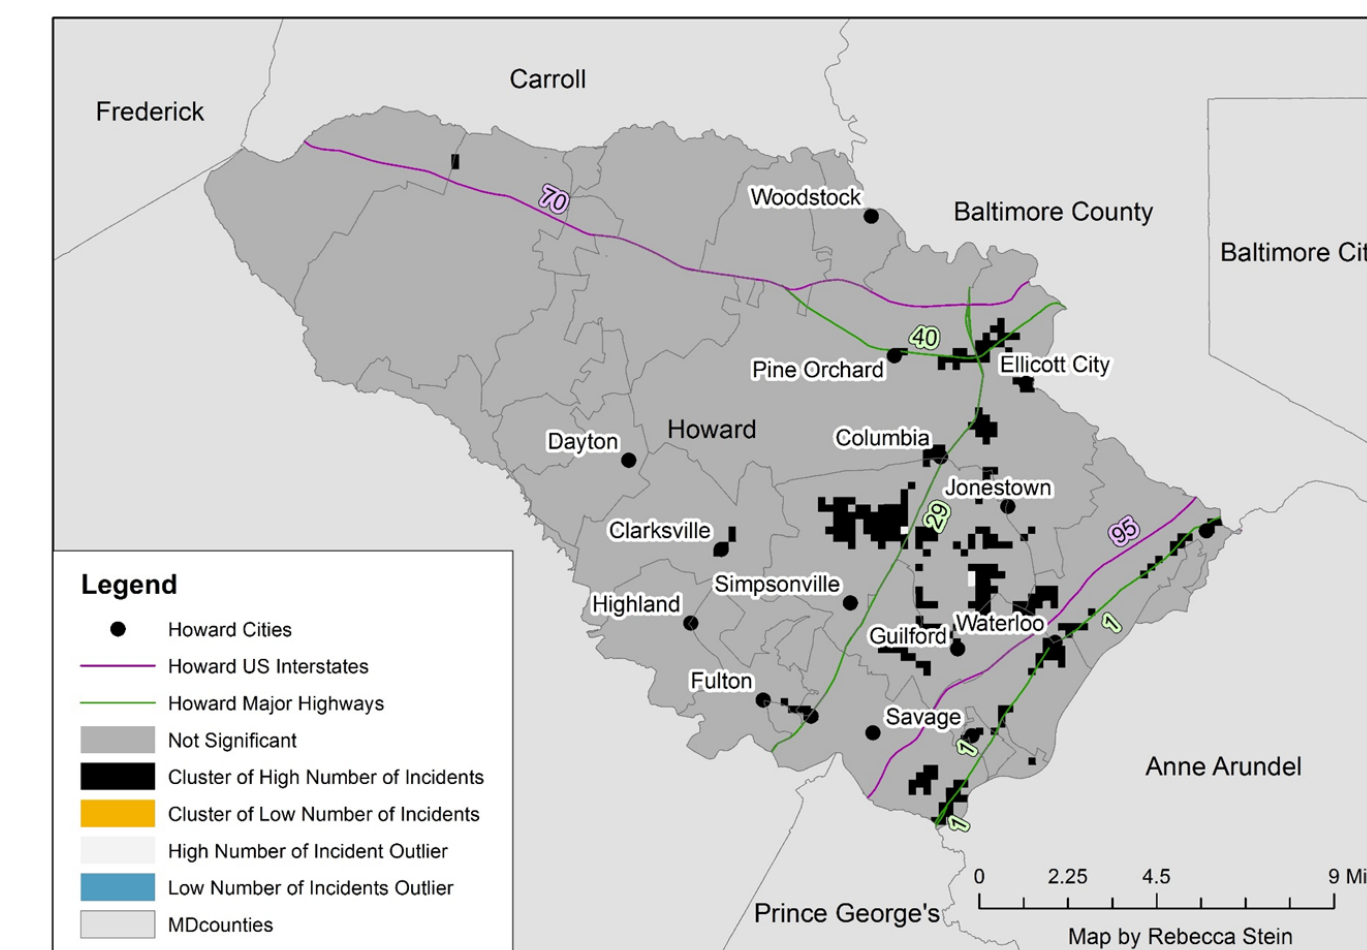 Carroll
Frederick
70
Woodstock
Baltimore County
Baltimore Cit
40
Pine Orchard
Ellicott City
Howard
Columbia
Dayton
Jonestown
29
95
Clarksville
Simpsonville
Highland
Waterloo
1
Guilford
Fulton
Savage
1
Anne Arundel
1
Prince George's
Legend
Howard Cities
Howard US Interstates
Howard Major Highways
Not Significant
Cluster of High Number of Incidents
Cluster of Low Number of Incidents
High Number of Incident Outlier
Low Number of Incidents Outlier
MDcounties
0 2.25 4.5 9 Mi
Map by Rebecca Stein